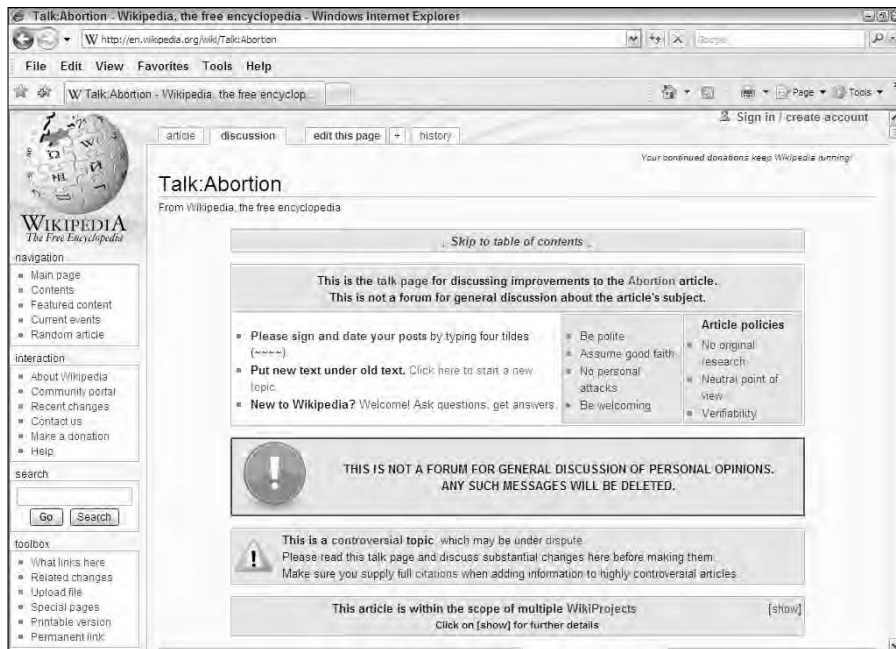 Talk:Abortion - Wikipedia, the free encyclopedia - Windows Internet Explorer
W http://en.wikipedia.org/wiki/Talk:Abortion
Google
File Edit View Favorites Tools Help
W Talk:Abortion - Wikipedia, the free encyclop...
Page Tools
Sign in / create account
article discussion edit this page + history
Your continued donations keep Wikipedia running!
Talk:Abortion
From Wikipedia, the free encyclopedia
WIKIPEDIA
The Free Encyclopedia
navigation
Main page
Contents
Featured content
Current events
Random article
interaction
About Wikipedia
Community portal
Recent changes
Contact us
Make a donation
Help
search
Go Search
toolbox
What links here
Related changes
Upload file
Special pages
Printable version
Permanent link
↓ Skip to table of contents ↓
This is the talk page for discussing improvements to the Abortion article.
This is not a forum for general discussion about the article's subject.
Please sign and date your posts by typing four tildes
(~~~~).
Put new text under old text. Click here to start a new
topic.
New to Wikipedia? Welcome! Ask questions, get answers.
Be polite
Assume good faith
No personal
attacks
Be welcoming
Article policies
No original
research
Neutral point of
view
Verifiability
THIS IS NOT A FORUM FOR GENERAL DISCUSSION OF PERSONAL OPINIONS.
ANY SUCH MESSAGES WILL BE DELETED.
This is a controversial topic, which may be under dispute.
Please read this talk page and discuss substantial changes here before making them.
Make sure you supply full citations when adding information to highly controversial articles.
This article is within the scope of multiple WikiProjects [show]
Click on [show] for further details